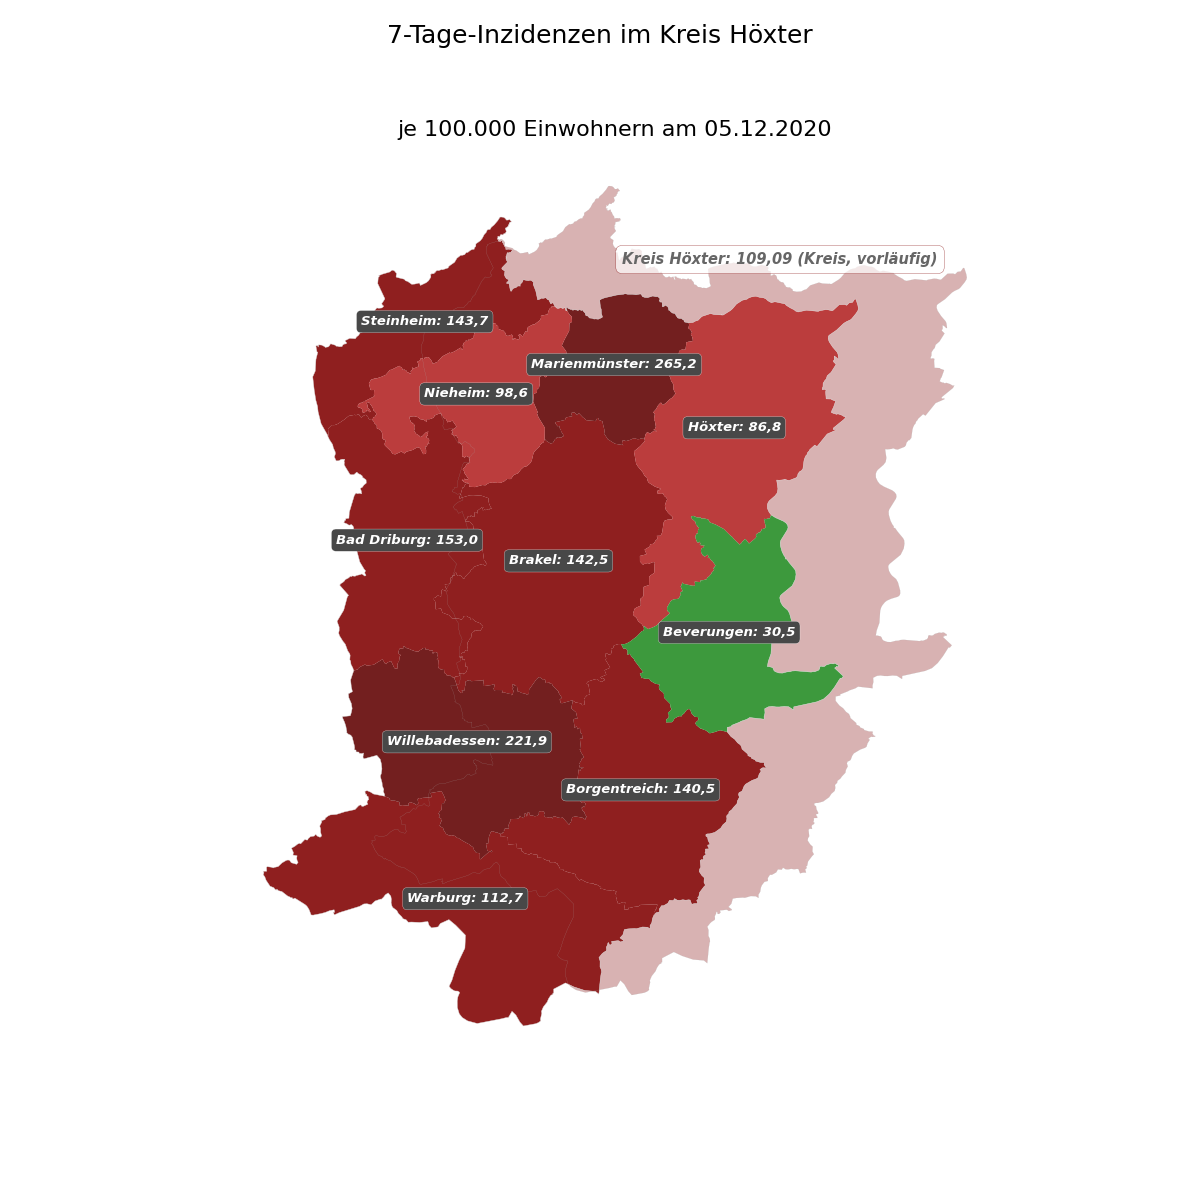 7-Tage-Inzidenzen im Kreis Höxter
je 100.000 Einwohnern am 05.12.2020
Kreis Höxter: 109,09 (Kreis, vorläufig)
Steinheim: 143,7
Marienmünster: 265,2
Nieheim: 98,6
Höxter: 86,8
Bad Driburg: 153,0
Brakel: 142,5
Beverungen: 30,5
Willebadessen: 221,9
Borgentreich: 140,5
Warburg: 112,7